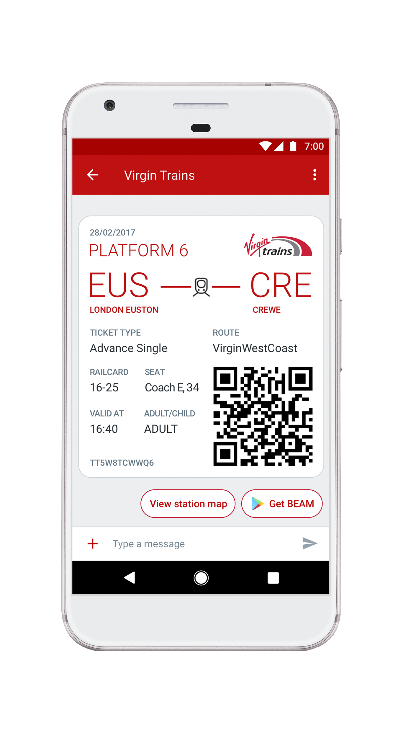 7:00
Virgin Trains
28/02/2017
PLATFORM 6
Virgin
trains
EUS CRE
LONDON EUSTON CREWE
TICKET TYPE ROUTE
Advance Single VirginWestCoast
RAILCARD SEAT
16-25 Coach E, 34
VALID AT ADULT/CHILD
16:40 ADULT
TT5W8TCWWQ6
View station map Get BEAM
Type a message